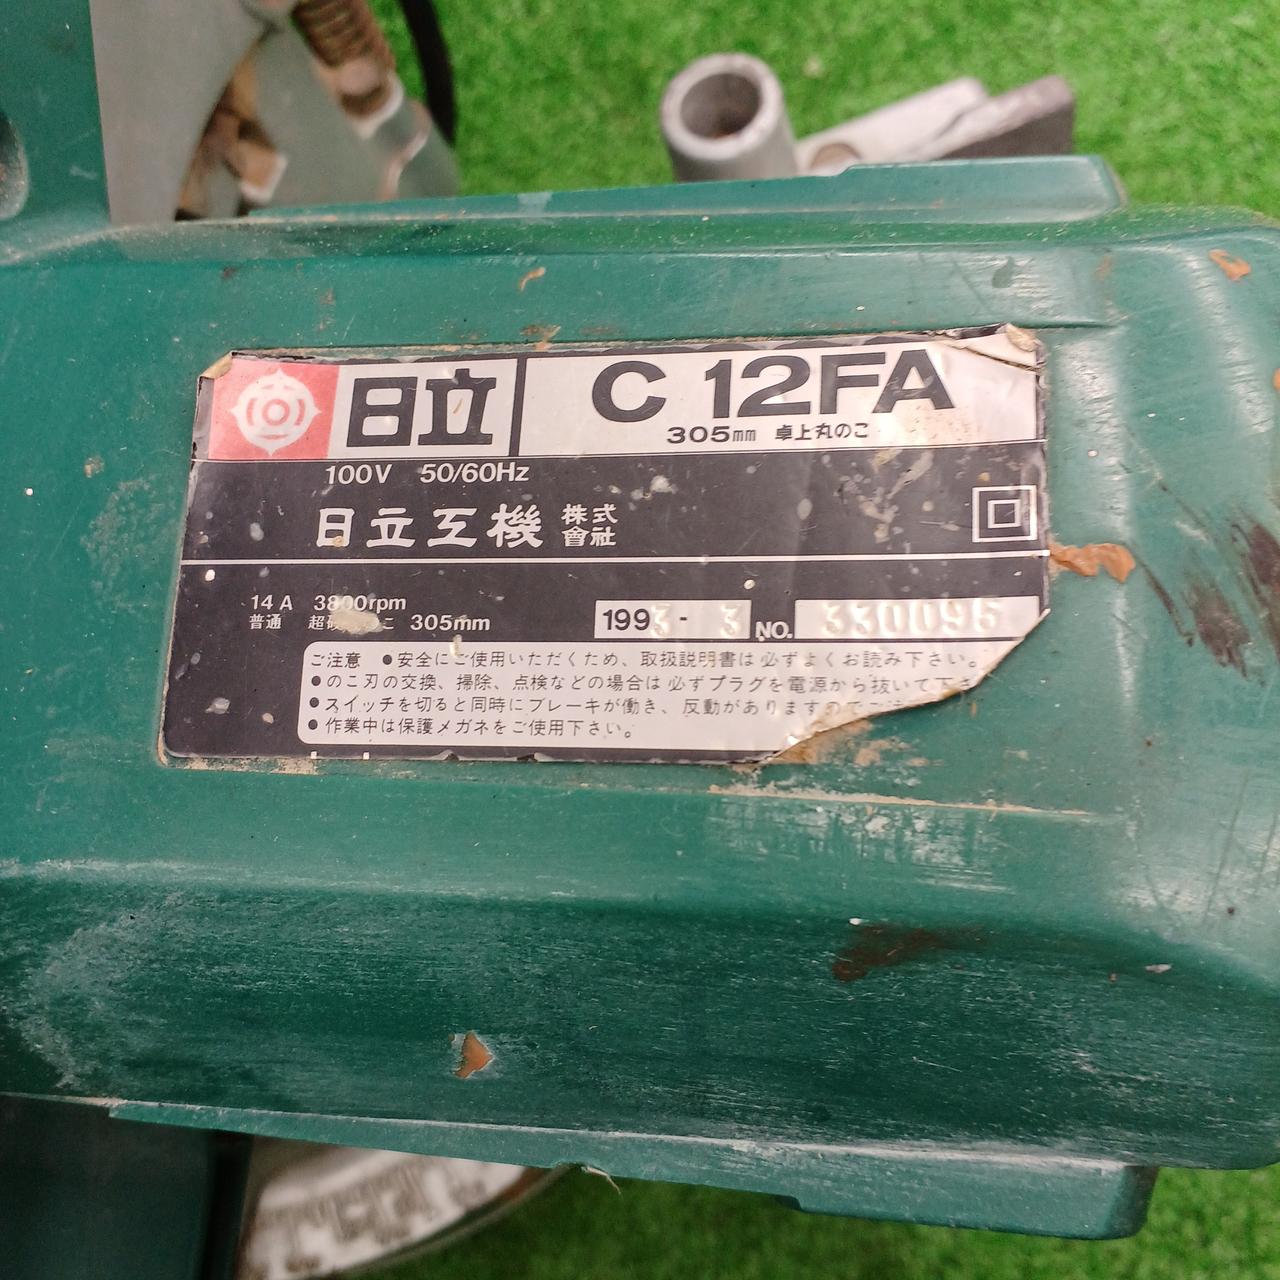 日立
C 12FA
305mm 卓上丸のこ
100V 50/60Hz
日立工機 株式會社
14A 3800rpm
普通 305mm
1993 - 3 NO. 330095
ご注意 ●安全にご使用いただくため、取扱説明書は必ずよくお読み下さい。
●のこ刃の交換、掃除、点検などの場合は必ずプラグを電源から抜いて下さ
●スイッチを切ると同時にブレーキが働き、反動がありますのでご注
●作業中は保護メガネをご使用下さい。